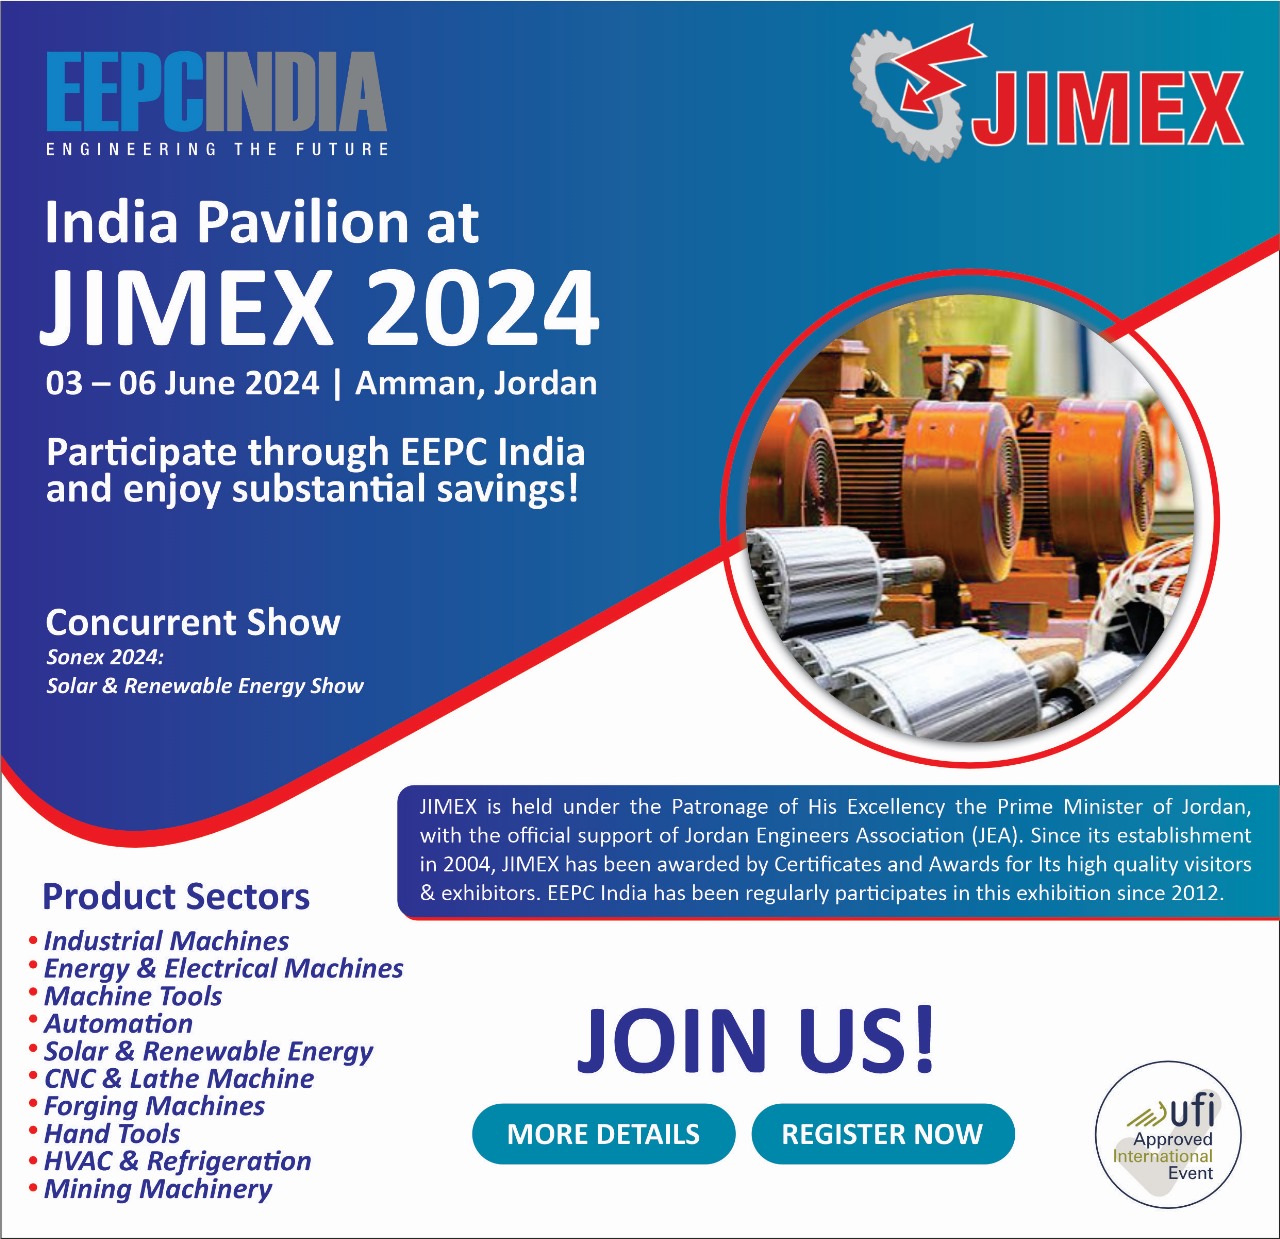 EEPCINDIA
ENGINEERING THE FUTURE
JIMEX
India Pavilion at
JIMEX 2024
03 – 06 June 2024 | Amman, Jordan
Participate through EEPC India
and enjoy substantial savings!
Concurrent Show
Sonex 2024:
Solar & Renewable Energy Show
JIMEX is held under the Patronage of His Excellency the Prime Minister of Jordan,
with the official support of Jordan Engineers Association (JEA). Since its establishment
in 2004, JIMEX has been awarded by Certificates and Awards for Its high quality visitors
& exhibitors. EEPC India has been regularly participates in this exhibition since 2012.
Product Sectors
• Industrial Machines
• Energy & Electrical Machines
• Machine Tools
• Automation
• Solar & Renewable Energy
• CNC & Lathe Machine
• Forging Machines
• Hand Tools
• HVAC & Refrigeration
• Mining Machinery
JOIN US!
MORE DETAILS
REGISTER NOW
ufi
Approved
International
Event